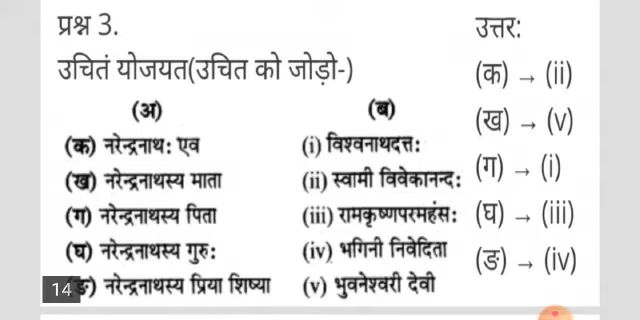 प्रश्न 3.
उचितं योजयत(उचित को जोड़ो-)
(अ) (ब)
(क) नरेन्द्रनाथः एव (i) विश्वनाथदत्तः
(ख) नरेन्द्रनाथस्य माता (ii) स्वामी विवेकानन्दः
(ग) नरेन्द्रनाथस्य पिता (iii) रामकृष्णपरमहंसः
(घ) नरेन्द्रनाथस्य गुरुः (iv) भगिनी निवेदिता
(ङ) नरेन्द्रनाथस्य प्रिया शिष्या (v) भुवनेश्वरी देवी
14
उत्तर:
(क) → (ii)
(ख) → (v)
(ग) → (i)
(घ) → (iii)
(ङ) → (iv)